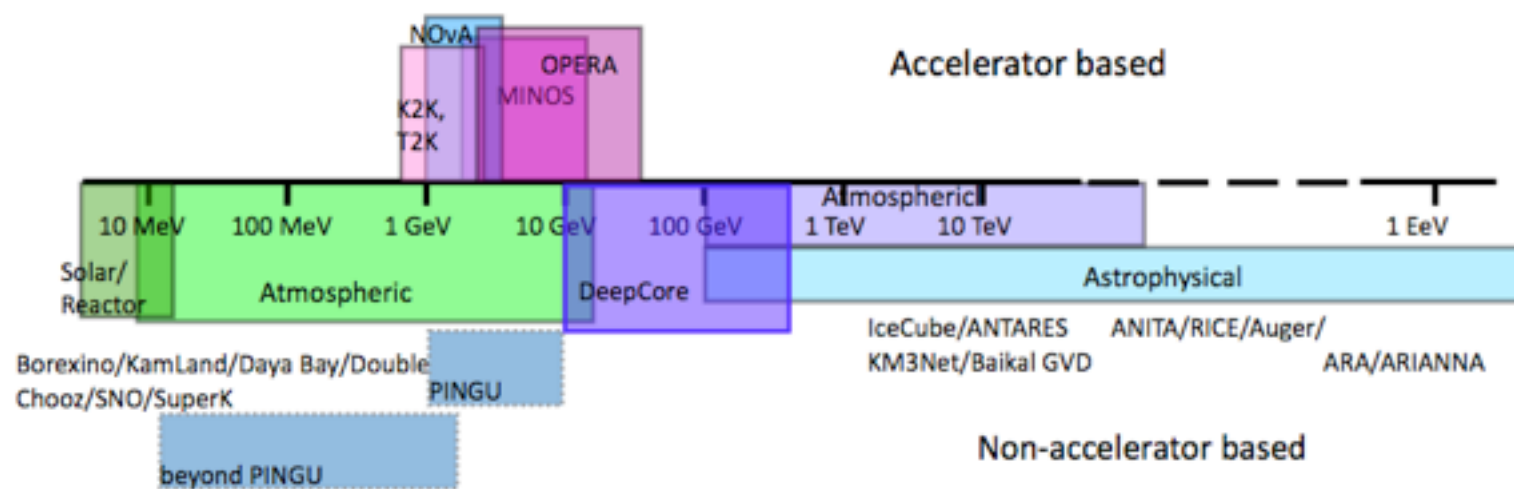 NOvA
Accelerator based
OPERA
MINOS
K2K,
T2K
Atmospheric
10 MeV 100 MeV 1 GeV 10 GeV 100 GeV 1 TeV 10 TeV 1 EeV
Solar/
Reactor
Atmospheric
DeepCore
Astrophysical
IceCube/ANTARES
KM3Net/Baikal GVD
ANITA/RICE/Auger/
ARA/ARIANNA
Borexino/KamLand/Daya Bay/Double
Chooz/SNO/SuperK
PINGU
beyond PINGU
Non-accelerator based